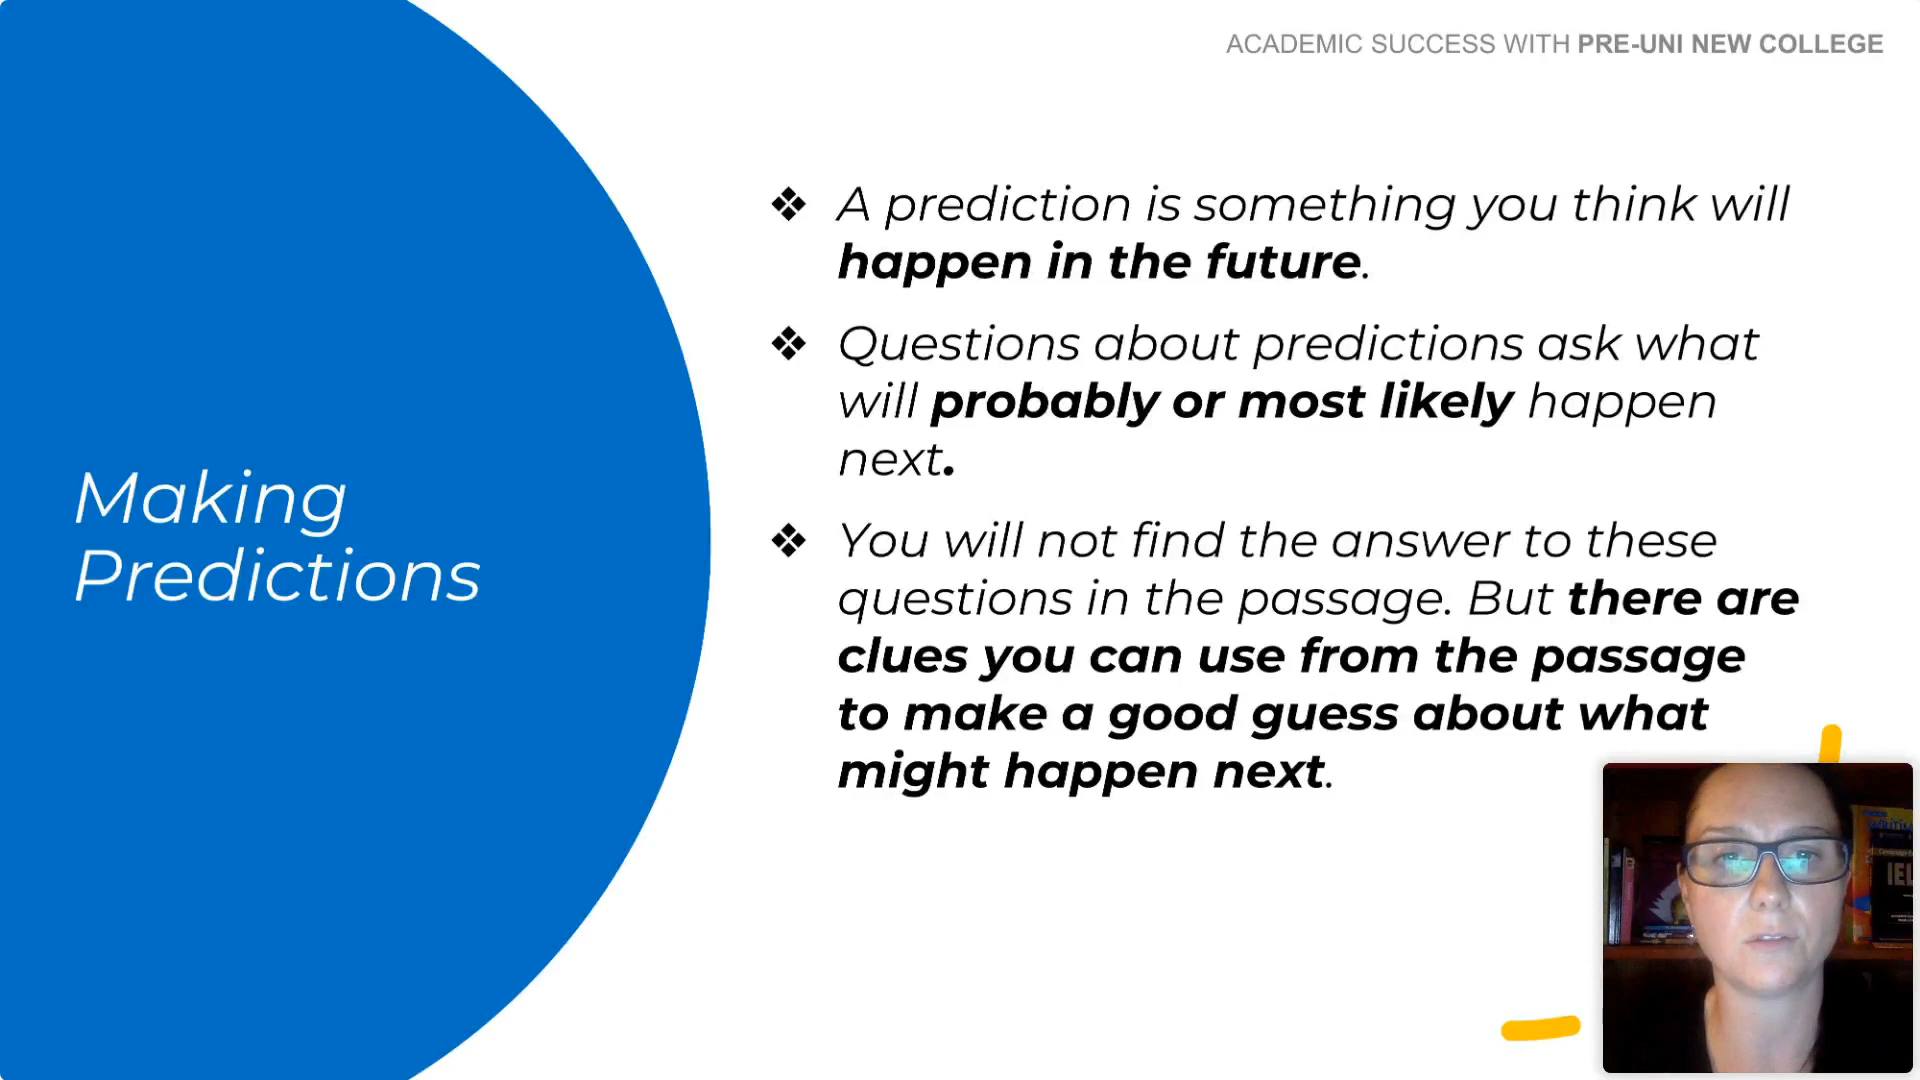 ACADEMIC SUCCESS WITH PRE-UNI NEW COLLEGE
Making
Predictions
❖ A prediction is something you think will
happen in the future.
❖ Questions about predictions ask what
will probably or most likely happen
next.
❖ You will not find the answer to these
questions in the passage. But there are
clues you can use from the passage
to make a good guess about what
might happen next.